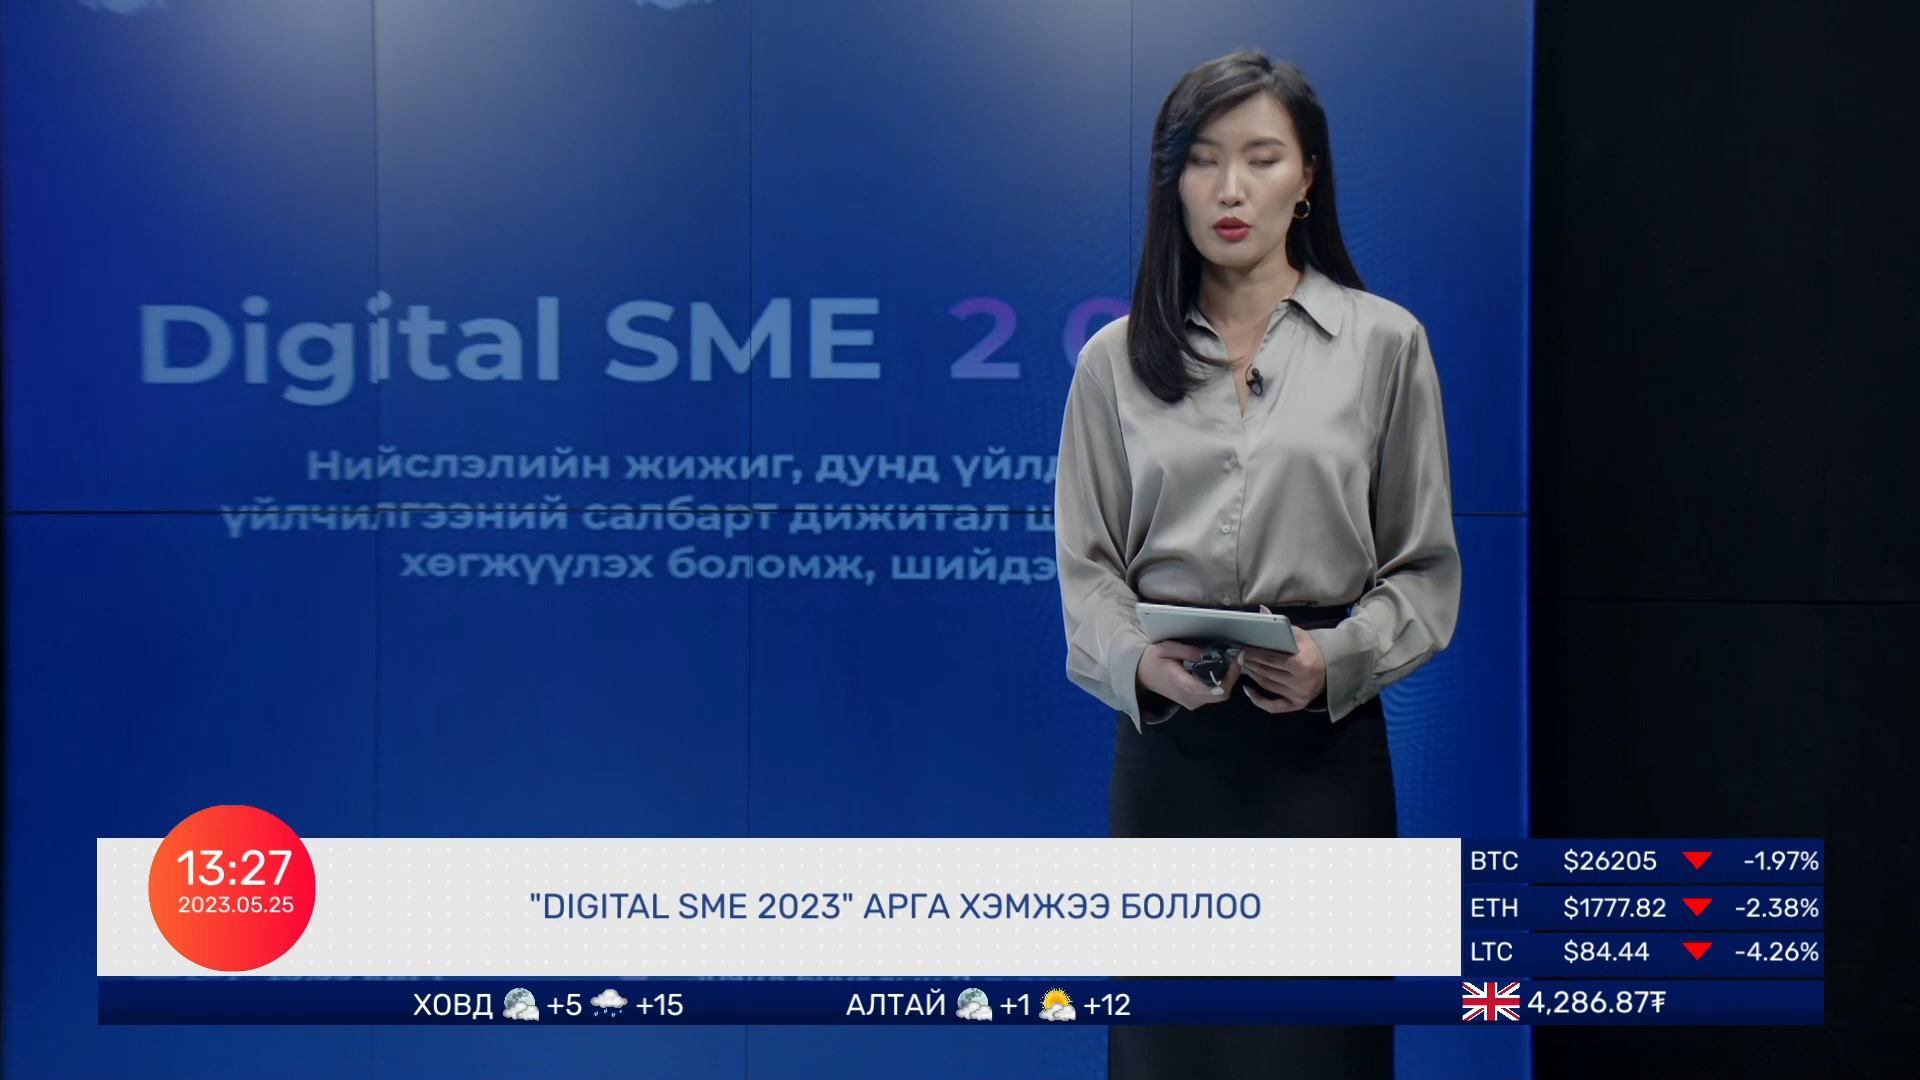 Digital SME 2
Нийслэлийн жижиг, дунд
үйлчилгээний салбарт дижитал
хөгжүүлэх боломж,
13:27
2023.05.25
"DIGITAL SME 2023" АРГА ХЭМЖЭЭ БОЛЛОО
BTC $26205 -1.97%
ETH $1777.82 -2.38%
LTC $84.44 -4.26%
ХОВД +5 +15 АЛТАЙ +1 +12
4,286.87₮